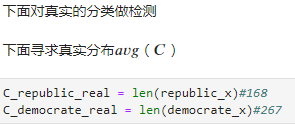 下面对真实的分类做检测
下面寻求真实分布avg（C）
C_republic_real = len(republic_x)#168
C_democrate_real = len(democrate_x)#267